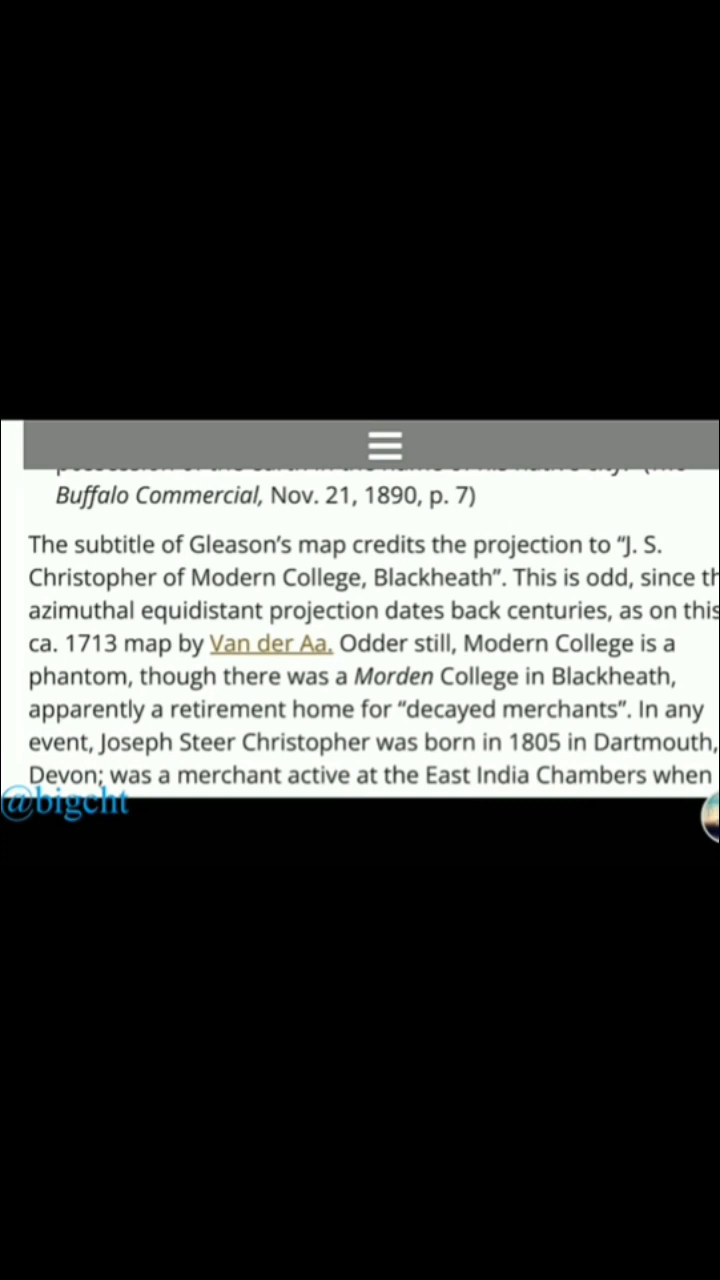 Buffalo Commercial, Nov. 21, 1890, p. 7)
The subtitle of Gleason's map credits the projection to “J. S.
Christopher of Modern College, Blackheath”. This is odd, since th
azimuthal equidistant projection dates back centuries, as on this
ca. 1713 map by Van der Aa. Odder still, Modern College is a
phantom, though there was a Morden College in Blackheath,
apparently a retirement home for “decayed merchants”. In any
event, Joseph Steer Christopher was born in 1805 in Dartmouth,
Devon; was a merchant active at the East India Chambers when
@bigcht